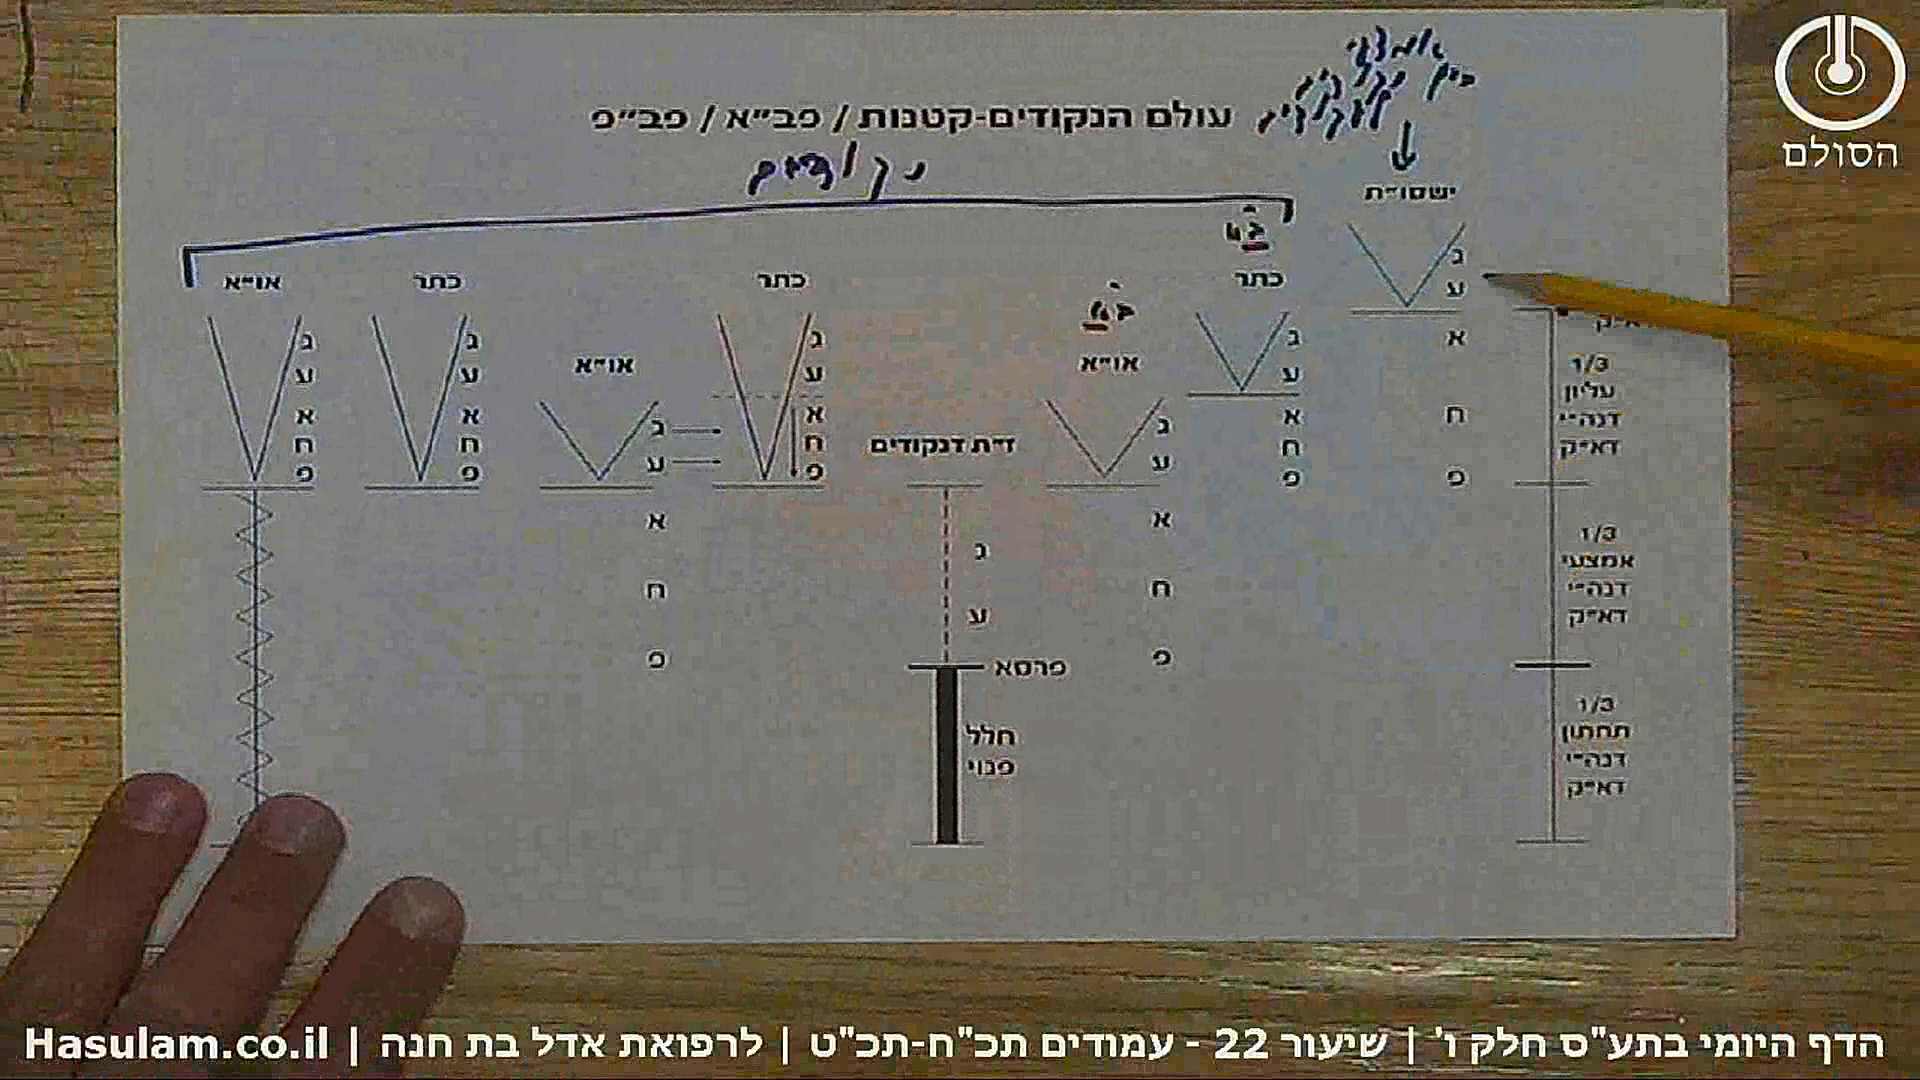 הסולם
עולם הנקודים-קטנות / פב״א / פב״פ
נקודים
ישסו״ת
ג
ע
א
ח
פ
כתר
ג
ע
א
ח
פ
או״א
ג
ע
א
ח
פ
ז״ת דנקודים
ג
ע
פרסא
חלל
פנוי
כתר
ג
ע
א
ח
פ
או״א
ג
ע
א
ח
פ
כתר
ג
ע
א
ח
פ
או״א
ג
ע
א
ח
פ
1/3
עליון
דנה״י
דא״ק
1/3
אמצעי
דנה״י
דא״ק
1/3
תחתון
דנה״י
דא״ק
הדף היומי בתע"ס חלק ו' | שיעור 22 - עמודים תכ"ח-תכ"ט | לרפואת אדל בת חנה | Hasulam.co.il